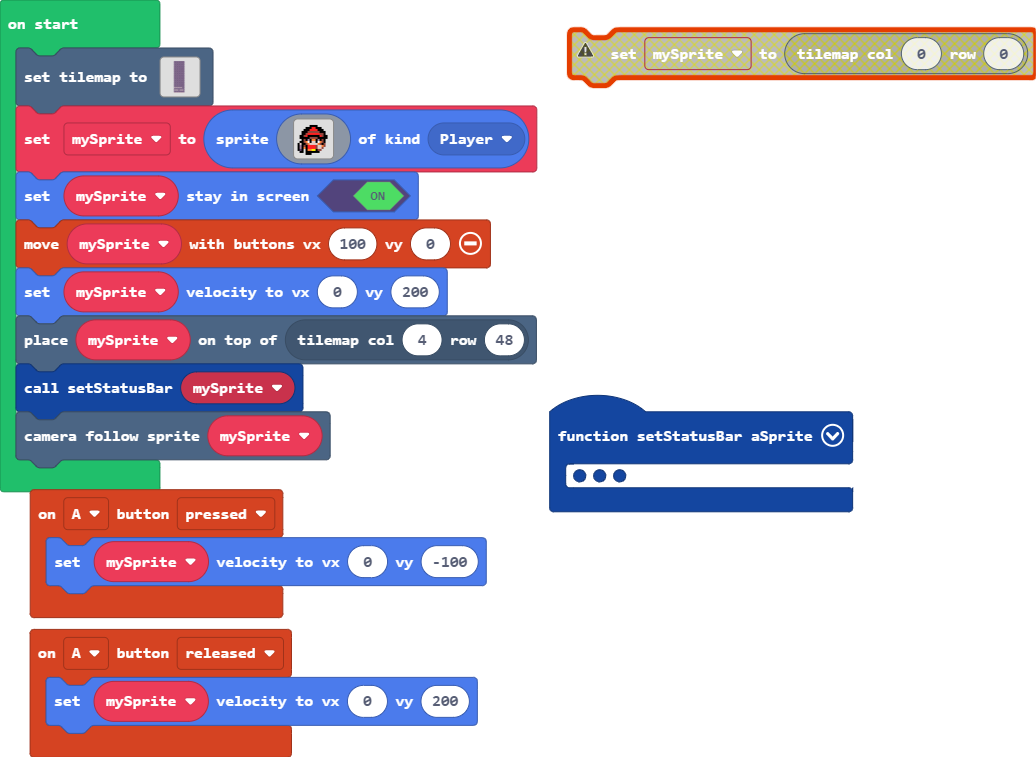 on start
set tilemap to
set mySprite to sprite of kind Player
set mySprite stay in screen ON
move mySprite with buttons vx 100 vy 0
set mySprite velocity to vx 0 vy 200
place mySprite on top of tilemap col 4 row 48
call setStatusBar mySprite
camera follow sprite mySprite
on A button pressed
set mySprite velocity to vx 0 vy -100
on A button released
set mySprite velocity to vx 0 vy 200
set mySprite to tilemap col 0 row 0
function setStatusBar aSprite